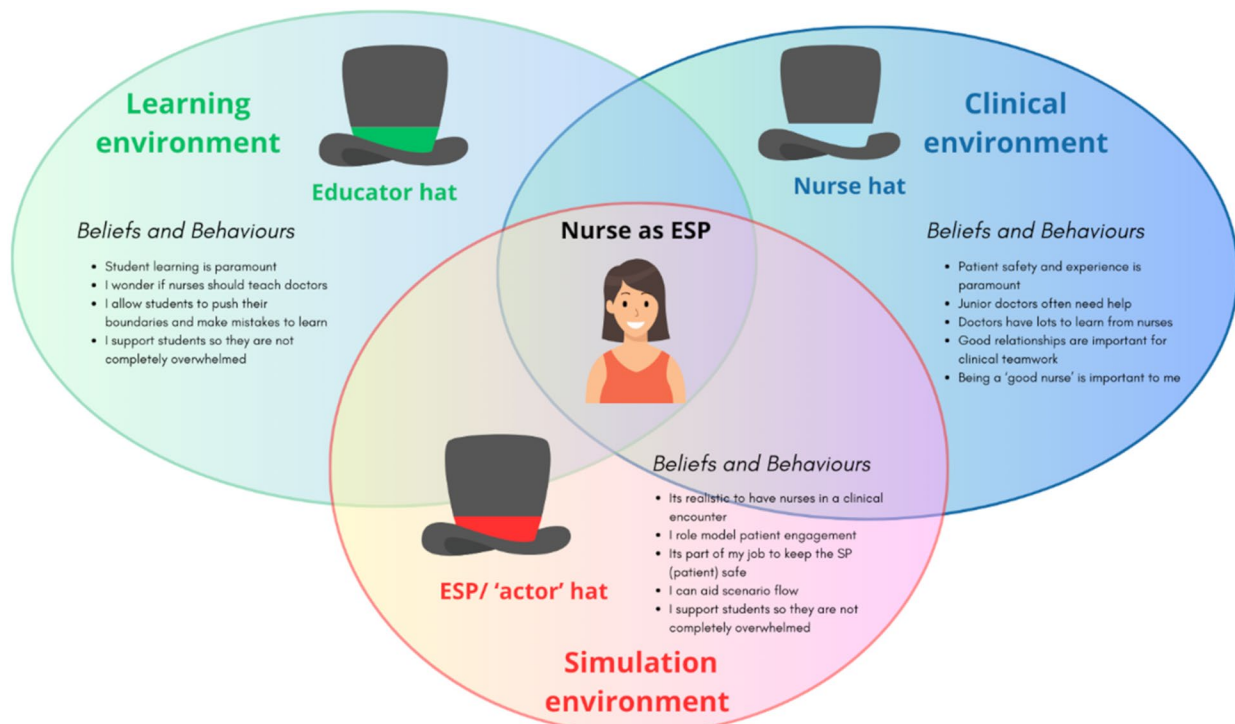 Learning
environment
Educator hat
Beliefs and Behaviours
• Student learning is paramount
• I wonder if nurses should teach doctors
• I allow students to push their
boundaries and make mistakes to learn
• I support students so they are not
completely overwhelmed
Clinical
environment
Nurse hat
Beliefs and Behaviours
• Patient safety and experience is
paramount
• Junior doctors often need help
• Doctors have lots to learn from nurses
• Good relationships are important for
clinical teamwork
• Being a ‘good nurse’ is important to me
Nurse as ESP
ESP/ ‘actor’ hat
Beliefs and Behaviours
• Its realistic to have nurses in a clinical
encounter
• I role model patient engagement
• Its part of my job to keep the SP
(patient) safe
• I can aid scenario flow
• I support students so they are not
completely overwhelmed
Simulation
environment